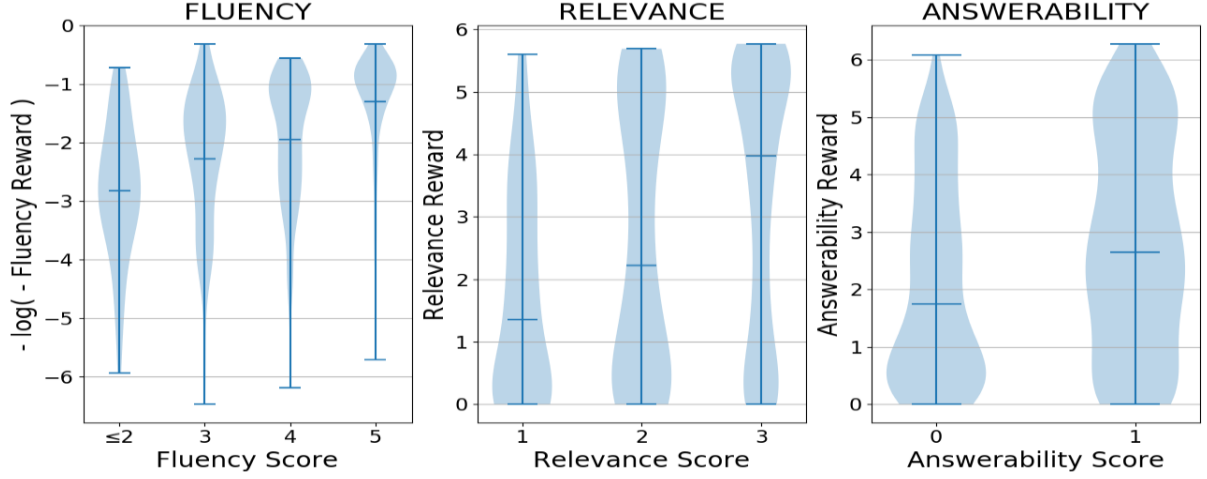 FLUENCY
- log( - Fluency Reward )
0
−1
−2
−3
−4
−5
−6
≤2 3 4 5
Fluency Score
RELEVANCE
Relevance Reward
6
5
4
3
2
1
0
1 2 3
Relevance Score
ANSWERABILITY
Answerability Reward
6
5
4
3
2
1
0
0 1
Answerability Score